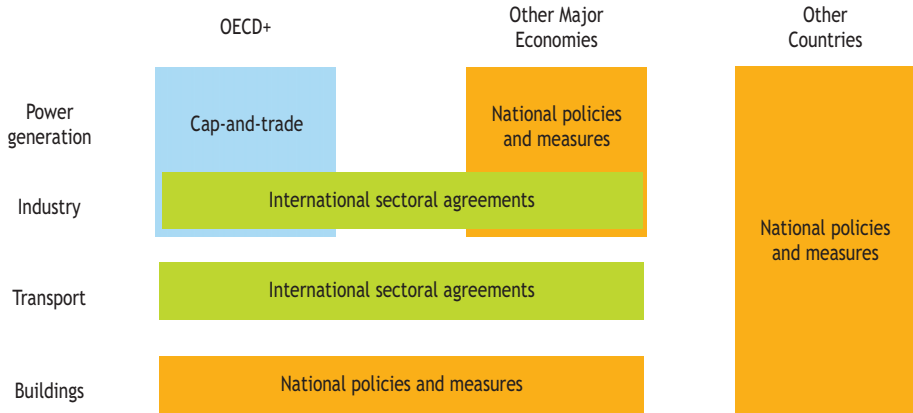 OECD+
Other Major
Economies
Other
Countries
Power
generation
Cap-and-trade
National policies
and measures
Industry
International sectoral agreements
National policies
and measures
Transport
International sectoral agreements
Buildings
National policies and measures